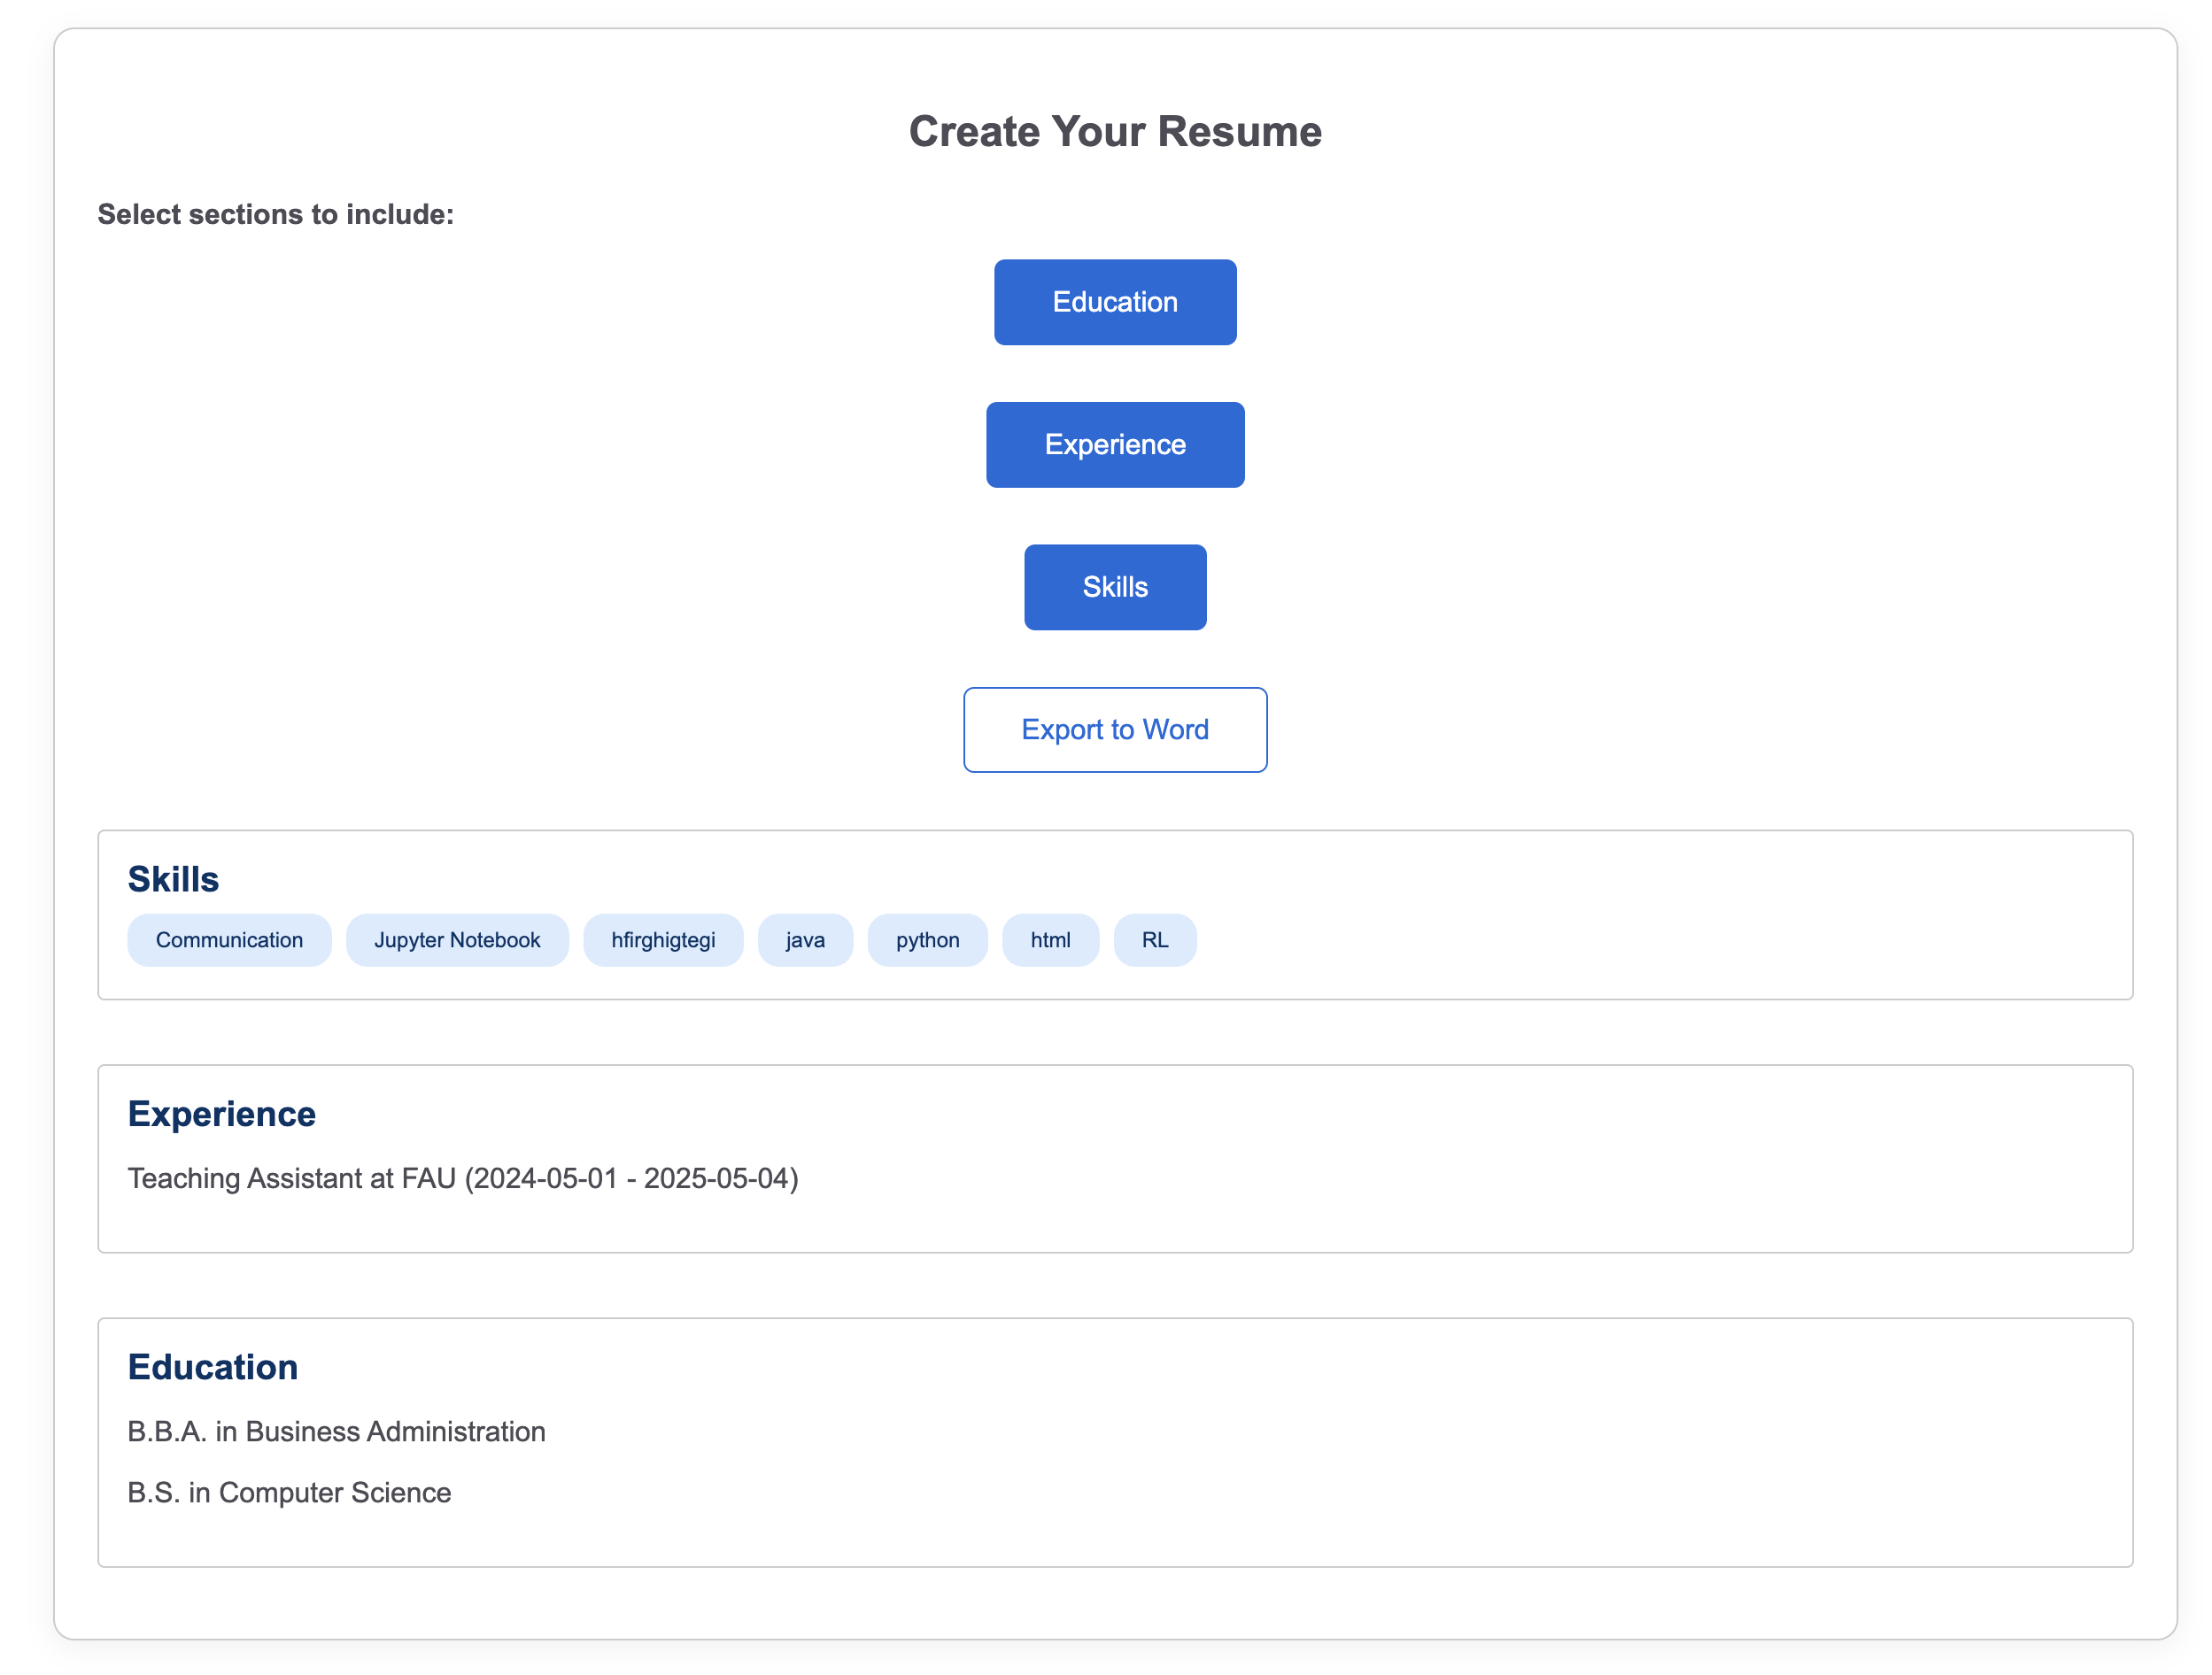 Create Your Resume
Select sections to include:
Education
Experience
Skills
Export to Word
Skills
Communication Jupyter Notebook hfirghigtegi java python html RL
Experience
Teaching Assistant at FAU (2024-05-01 - 2025-05-04)
Education
B.B.A. in Business Administration
B.S. in Computer Science